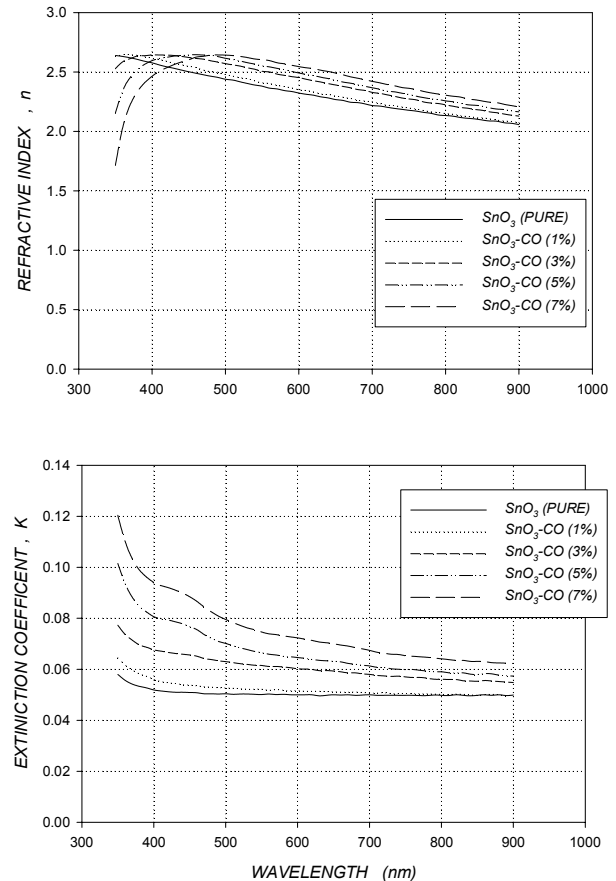 3.0
2.5
2.0
1.5
1.0
0.5
0.0
REFRACTIVE INDEX , n
SnO₃ (PURE)
SnO₃-CO (1%)
SnO₃-CO (3%)
SnO₃-CO (5%)
SnO₃-CO (7%)
300 400 500 600 700 800 900 1000
0.14
0.12
0.10
0.08
0.06
0.04
0.02
0.00
EXTINICTION COEFFICENT , K
SnO₃ (PURE)
SnO₃-CO (1%)
SnO₃-CO (3%)
SnO₃-CO (5%)
SnO₃-CO (7%)
300 400 500 600 700 800 900 1000
WAVELENGTH (nm)